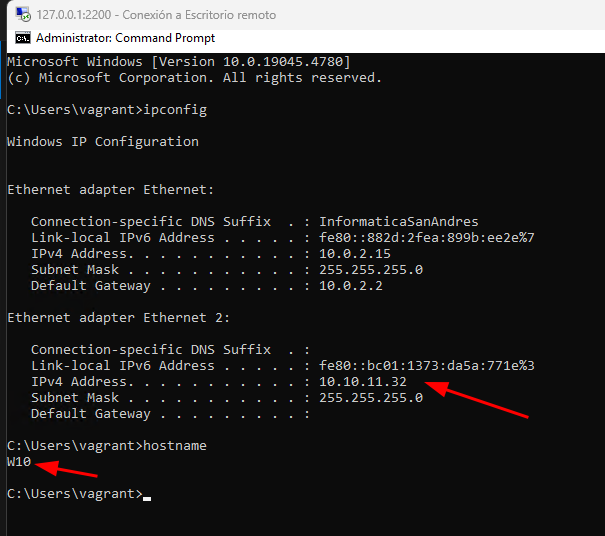 127.0.0.1:2200 - Conexión a Escritorio remoto
Administrator: Command Prompt
Microsoft Windows [Version 10.0.19045.4780]
(c) Microsoft Corporation. All rights reserved.
C:\Users\vagrant>ipconfig
Windows IP Configuration
Ethernet adapter Ethernet:
Connection-specific DNS Suffix  . : InformaticaSanAndres
Link-local IPv6 Address . . . . . : fe80::882d:2fea:899b:ee2e%7
IPv4 Address. . . . . . . . . . . : 10.0.2.15
Subnet Mask . . . . . . . . . . . : 255.255.255.0
Default Gateway . . . . . . . . . : 10.0.2.2
Ethernet adapter Ethernet 2:
Connection-specific DNS Suffix  . :
Link-local IPv6 Address . . . . . : fe80::bc01:1373:da5a:771e%3
IPv4 Address. . . . . . . . . . . : 10.10.11.32
Subnet Mask . . . . . . . . . . . : 255.255.255.0
Default Gateway . . . . . . . . . :
C:\Users\vagrant>hostname
W10
C:\Users\vagrant>